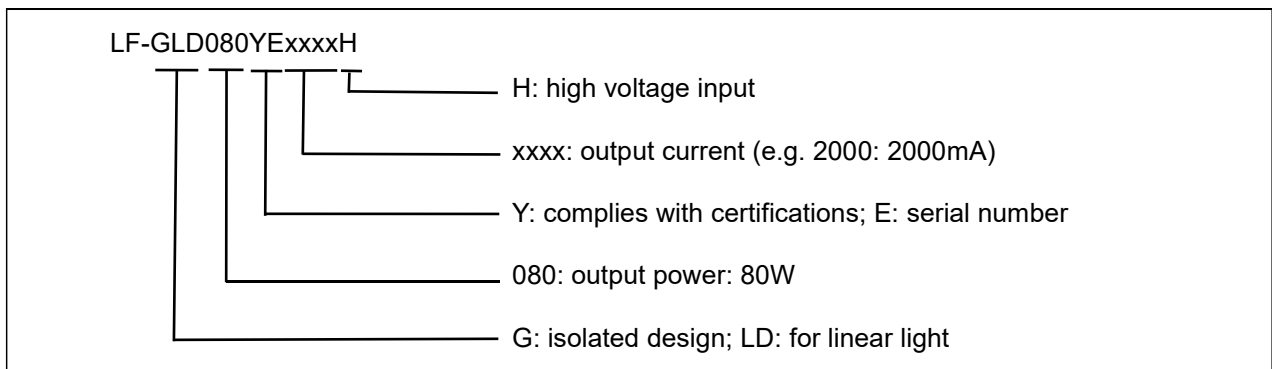 LF-GLD080YExxxxH
H: high voltage input
xxxx: output current (e.g. 2000: 2000mA)
Y: complies with certifications; E: serial number
080: output power: 80W
G: isolated design; LD: for linear light